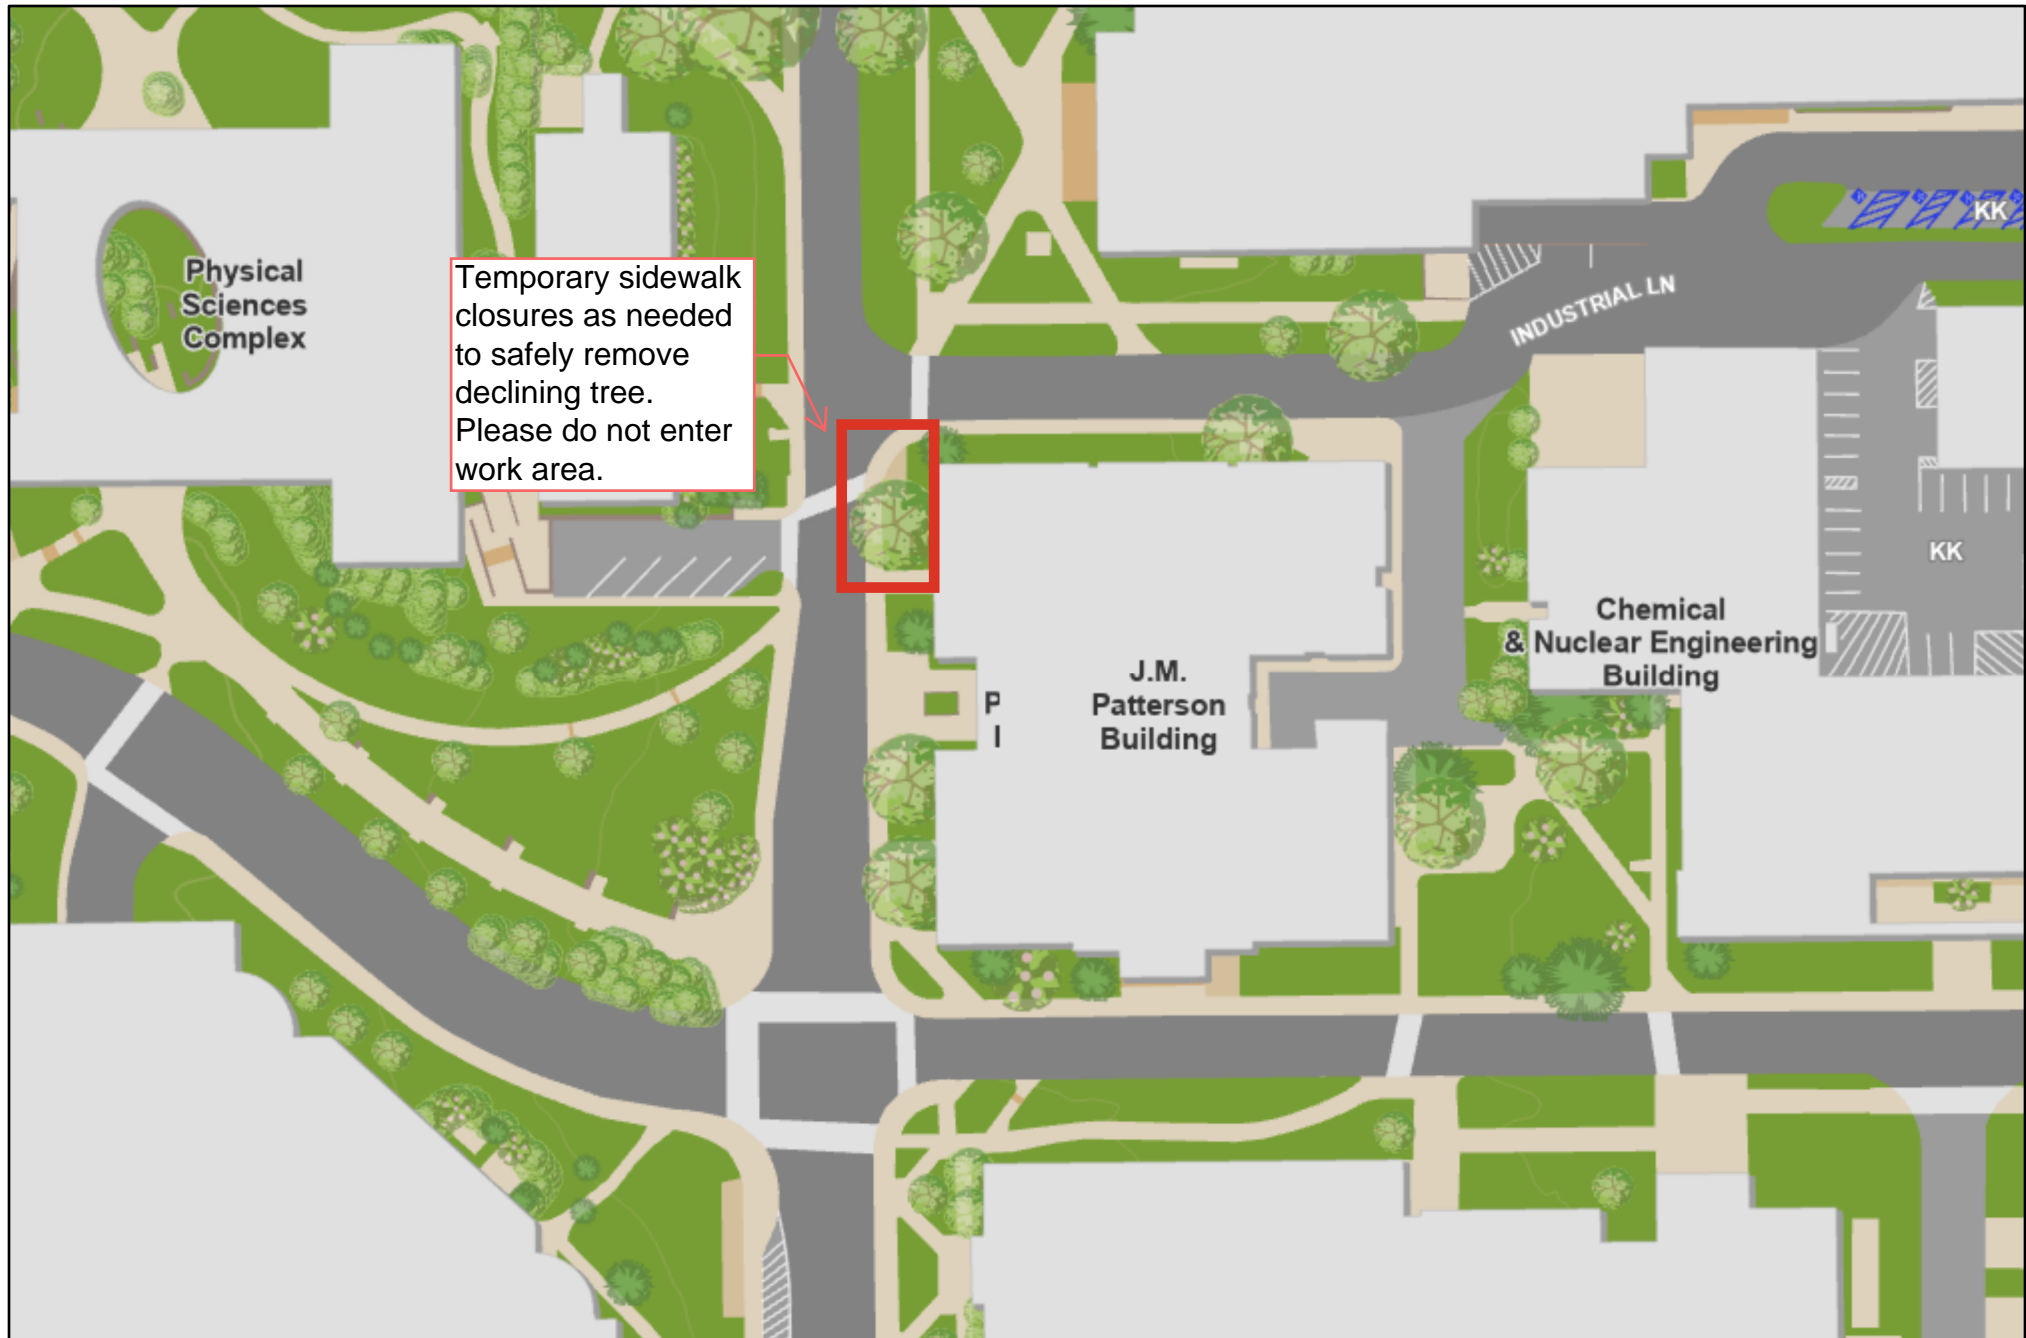 Physical
Sciences
Complex
Temporary sidewalk
closures as needed
to safely remove
declining tree.
Please do not enter
work area.
KK
INDUSTRIAL LN
KK
Chemical
& Nuclear Engineering
Building
P
I
J.M.
Patterson
Building